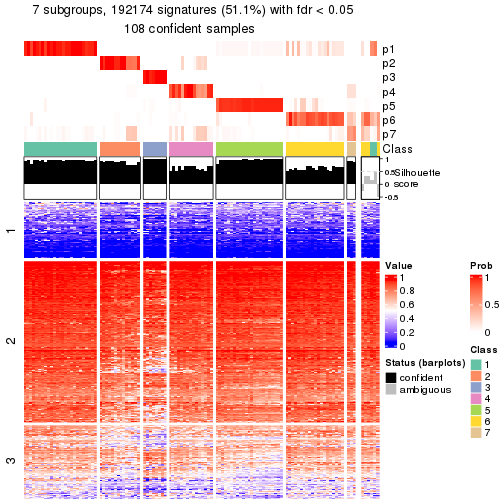 7 subgroups, 192174 signatures (51.1%) with fdr < 0.05
108 confident samples
p1
p2
p3
p4
p5
p6
p7
Class
1
0.5
0
-0.5
Silhouette
score
1
2
3
Value
1
0.8
0.6
0.4
0.2
0
Status (barplots)
confident
ambiguous
Prob
1
0.5
0
Class
1
2
3
4
5
6
7